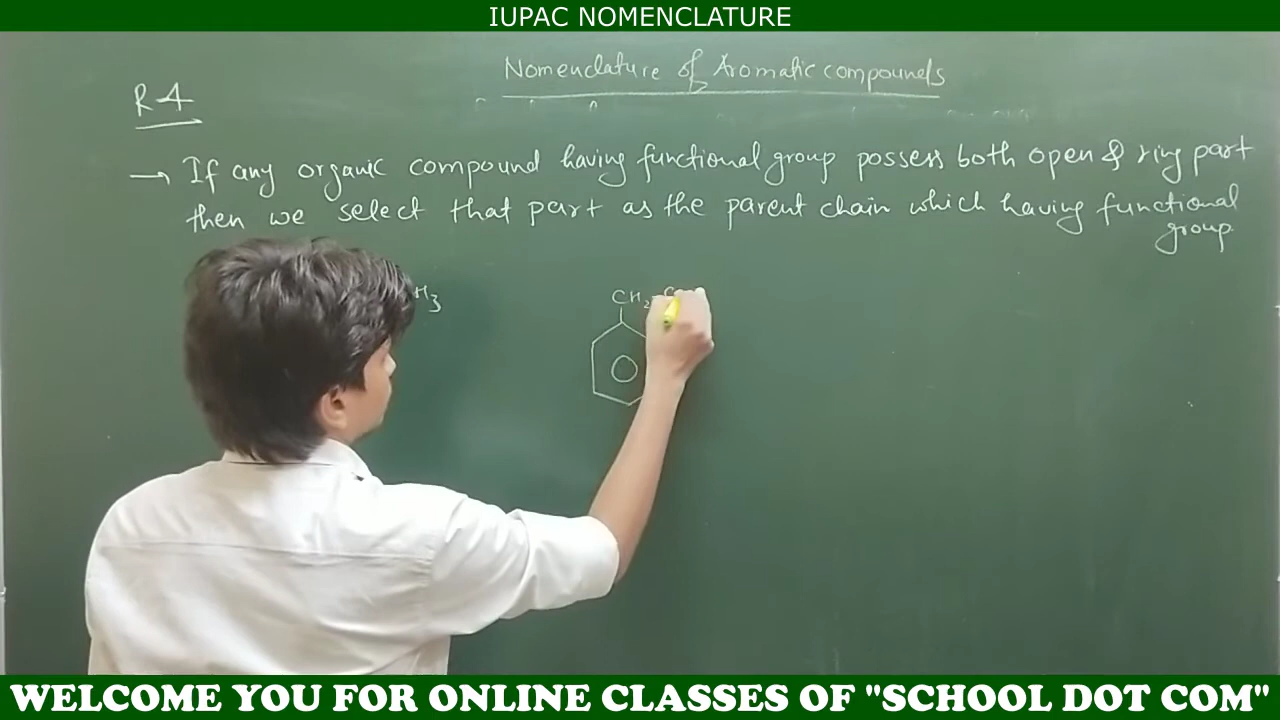 IUPAC NOMENCLATURE
Nomenclature of Aromatic compounds
R4
→ If any organic compound having functional group possess both open & ring part
then we select that part as the parent chain which having functional
group.
H3
CH2-
WELCOME YOU FOR ONLINE CLASSES OF "SCHOOL DOT COM"